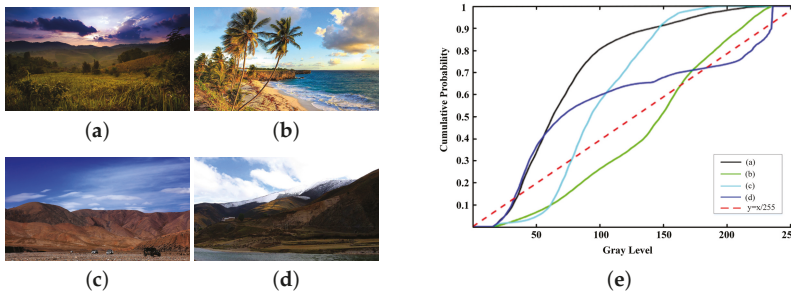 (a)
(b)
(c)
(d)
Cumulative Probability
1
0.9
0.8
0.7
0.6
0.5
0.4
0.3
0.2
0.1
50
100
150
200
250
Gray Level
(a)
(b)
(c)
(d)
y=x/255
(e)